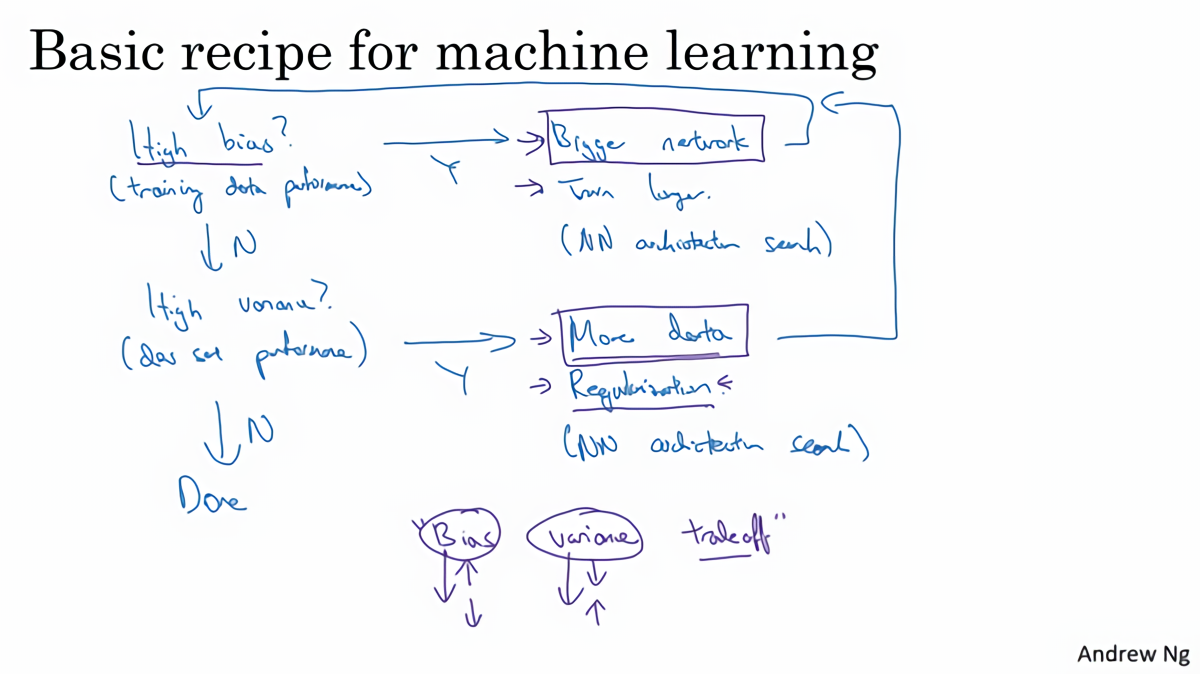 Basic recipe for machine learning
High bias?
(training data performance)
Y
Bigger network
Train longer.
(NN architecture search)
N
High variance?
(dev set performance)
Y
More data
Regularization
(NN architecture search)
N
Done
"Bias variance tradeoff"
Andrew Ng